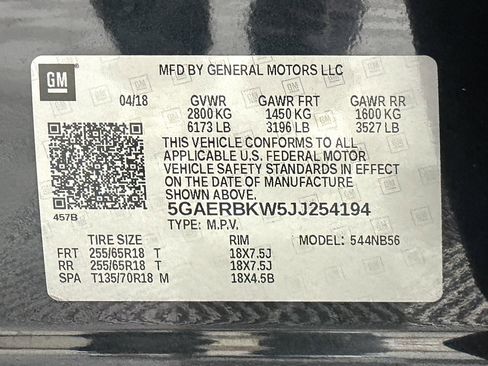 GM
MFD BY GENERAL MOTORS LLC
04/18 GVWR GAWR FRT GAWR RR
2800 KG 1450 KG 1600 KG
6173 LB 3196 LB 3527 LB
THIS VEHICLE CONFORMS TO ALL
APPLICABLE U.S. FEDERAL MOTOR
VEHICLE SAFETY STANDARDS IN EFFECT
ON THE DATE OF MANUFACTURE
SHOWN ABOVE.
457B 5GAERBKW5JJ254194
TYPE: M.P.V.
TIRE SIZE RIM MODEL: 544NB56
FRT 255/65R18 T 18X7.5J
RR 255/65R18 T 18X7.5J
SPA T135/70R18 M 18X4.5B